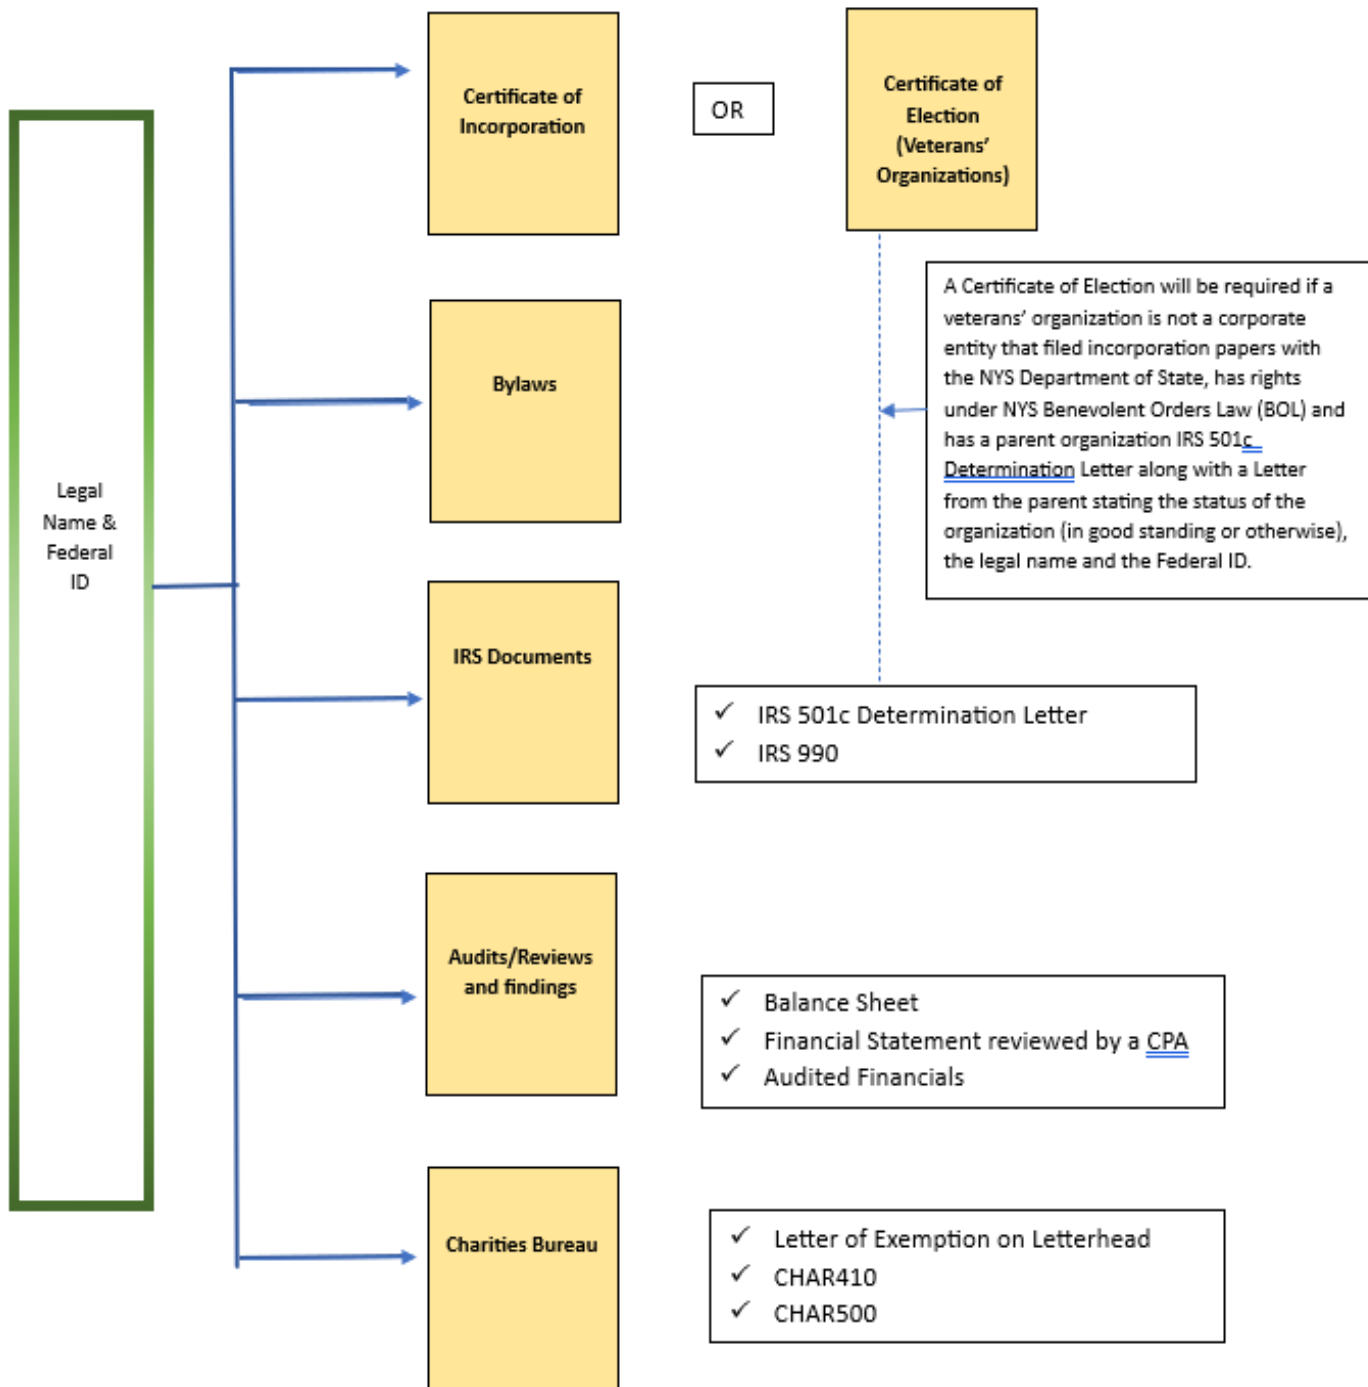 Legal
Name &
Federal
ID
Certificate of
Incorporation
OR
Certificate of
Election
(Veterans'
Organizations)
A Certificate of Election will be required if a
veterans' organization is not a corporate
entity that filed incorporation papers with
the NYS Department of State, has rights
under NYS Benevolent Orders Law (BOL) and
has a parent organization IRS 501c
Determination Letter along with a Letter
from the parent stating the status of the
organization (in good standing or otherwise),
the legal name and the Federal ID.
Bylaws
IRS Documents
✓ IRS 501c Determination Letter
✓ IRS 990
Audits/Reviews
and findings
✓ Balance Sheet
✓ Financial Statement reviewed by a CPA
✓ Audited Financials
Charities Bureau
✓ Letter of Exemption on Letterhead
✓ CHAR410
✓ CHAR500